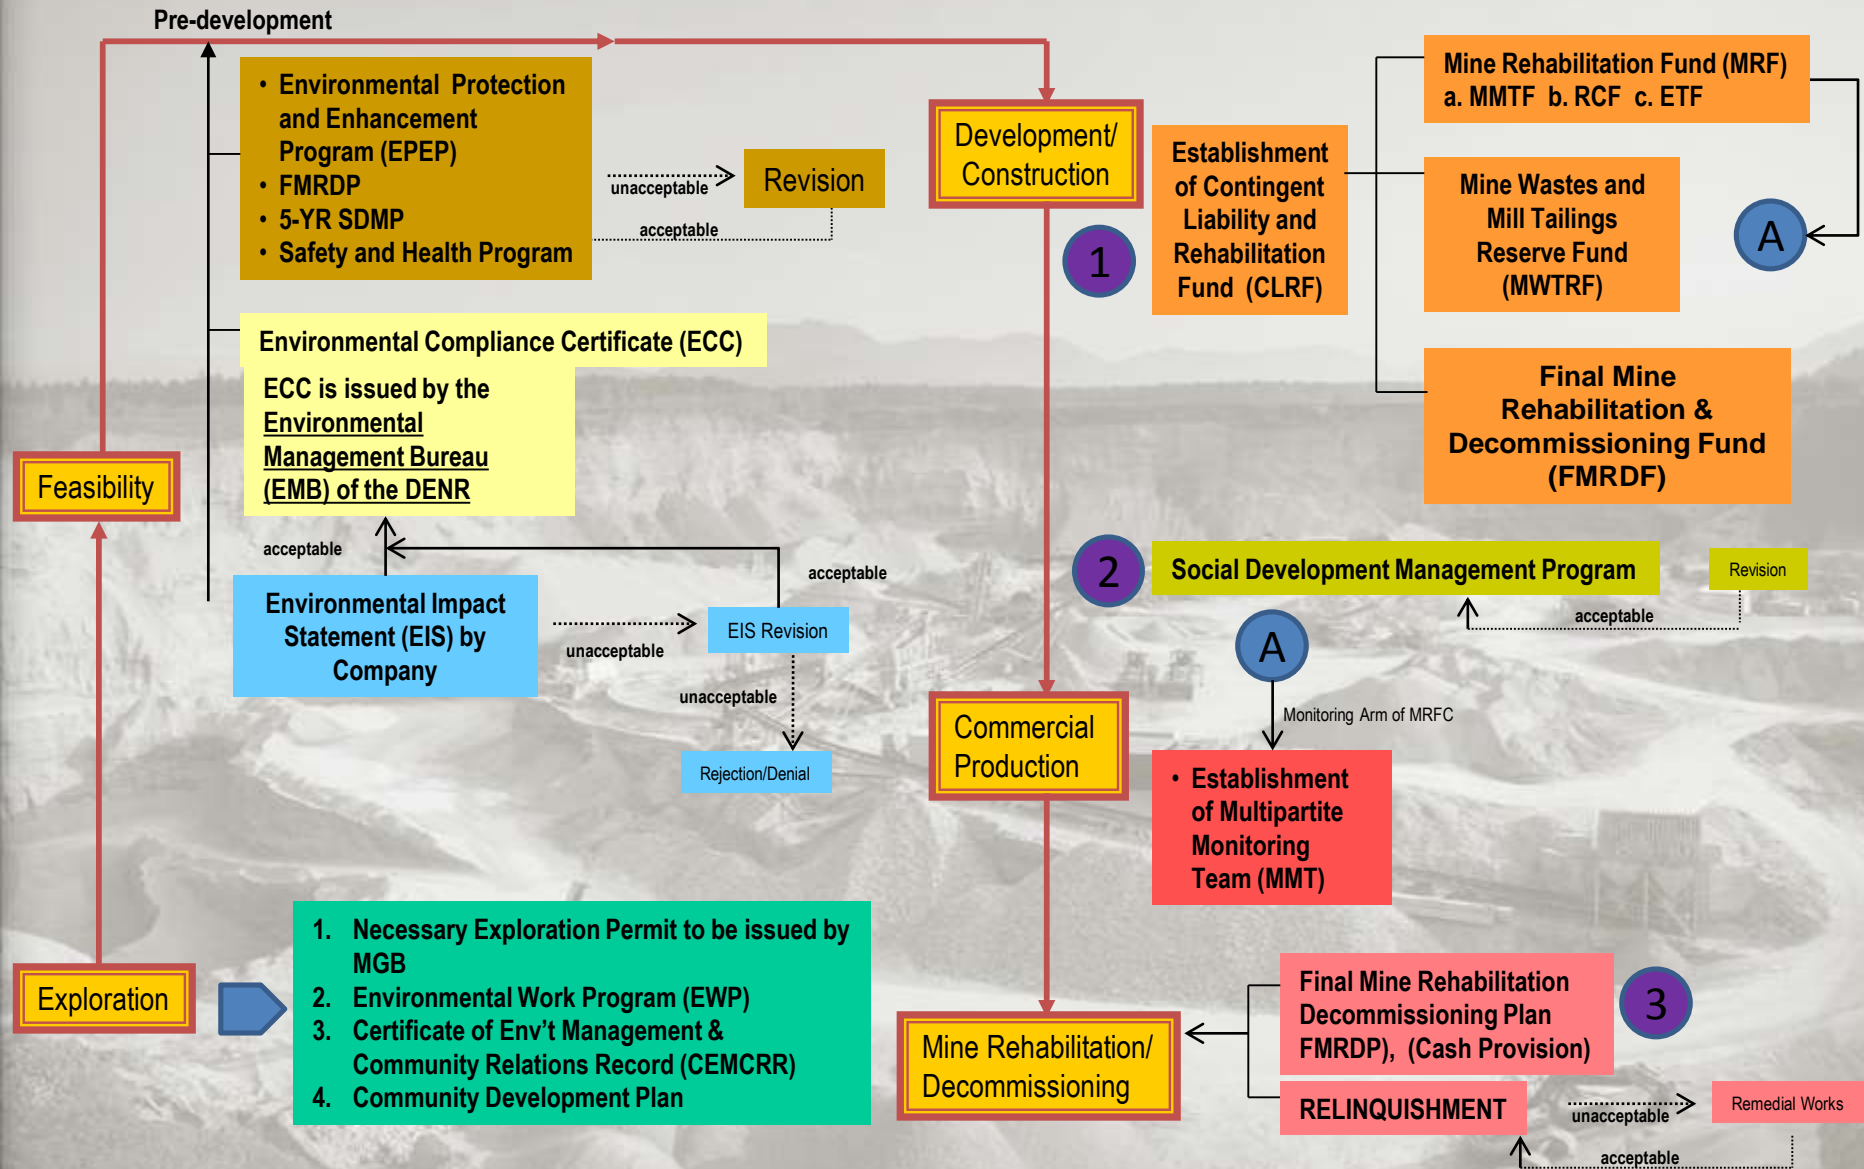 Pre-development
• Environmental Protection
and Enhancement
Program (EPEP)
• FMRDP
• 5-YR SDMP
• Safety and Health Program
unacceptable
Revision
acceptable
Environmental Compliance Certificate (ECC)
ECC is issued by the
Environmental
Management Bureau
(EMB) of the DENR
Feasibility
acceptable
acceptable
Environmental Impact
Statement (EIS) by
Company
unacceptable
EIS Revision
unacceptable
Rejection/Denial
Exploration
1. Necessary Exploration Permit to be issued by
MGB
2. Environmental Work Program (EWP)
3. Certificate of Env’t Management &
Community Relations Record (CEMCRR)
4. Community Development Plan
Development/
Construction
1
Establishment
of Contingent
Liability and
Rehabilitation
Fund (CLRF)
Mine Rehabilitation Fund (MRF)
a. MMTF b. RCF c. ETF
Mine Wastes and
Mill Tailings
Reserve Fund
(MWTRF)
A
Final Mine
Rehabilitation &
Decommissioning Fund
(FMRDF)
2
Social Development Management Program
Revision
acceptable
A
Monitoring Arm of MRFC
Commercial
Production
• Establishment
of Multipartite
Monitoring
Team (MMT)
Mine Rehabilitation/
Decommissioning
Final Mine Rehabilitation
Decommissioning Plan
FMRDP), (Cash Provision)
3
RELINQUISHMENT
unacceptable
Remedial Works
acceptable